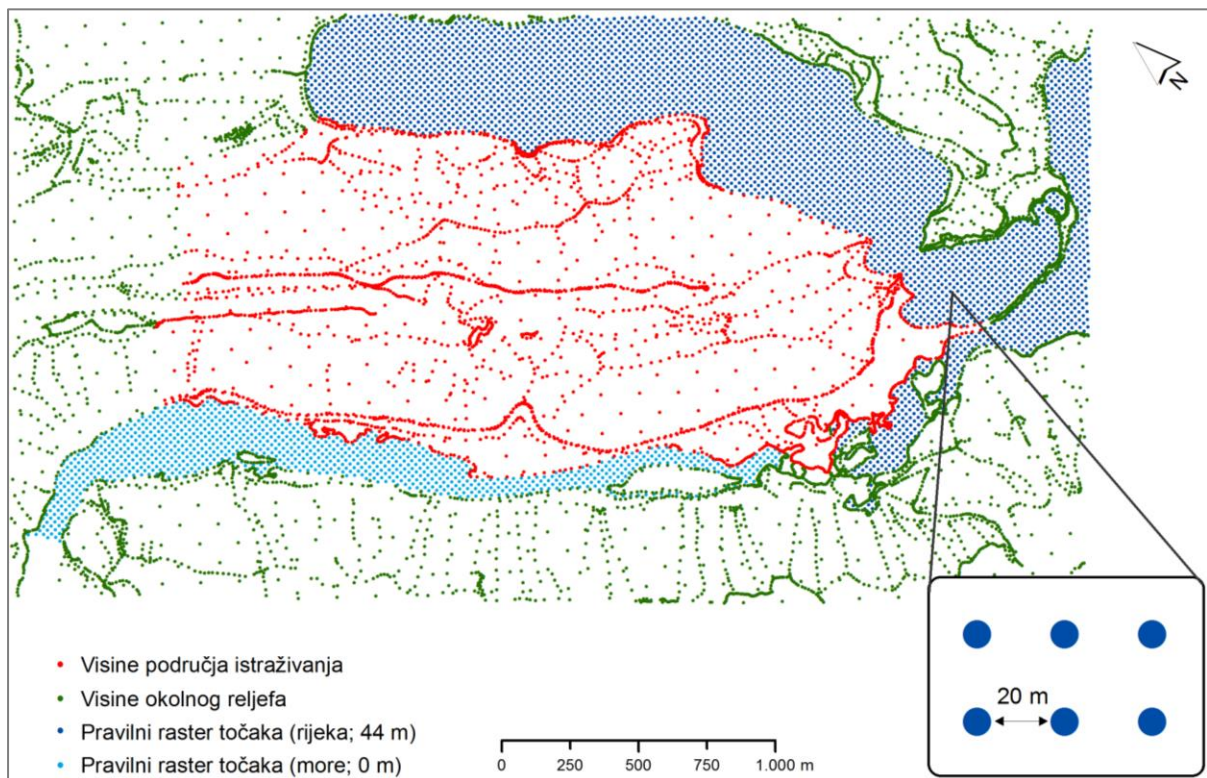 N
20 m
Visine područja istraživanja
Visine okolnog reljefa
Pravilni raster točaka (rijeka; 44 m)
Pravilni raster točaka (more; 0 m)
0 250 500 750 1.000 m